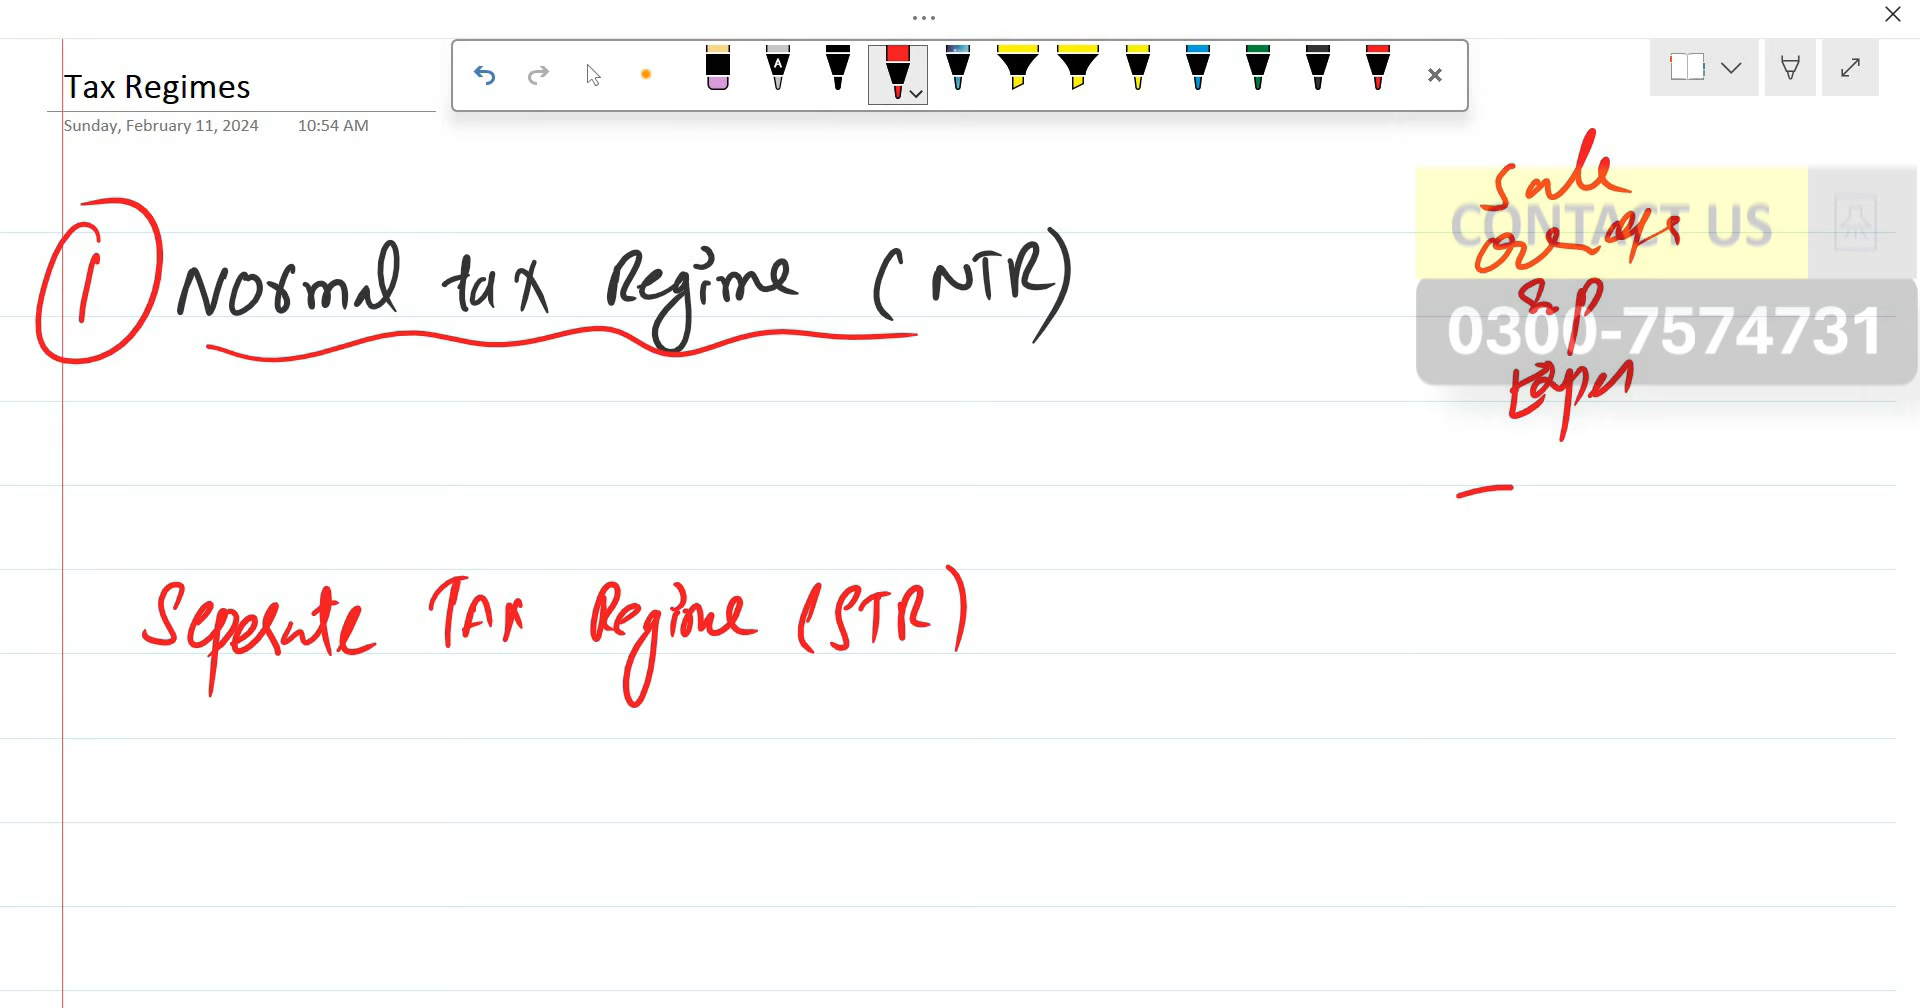 Tax Regimes
Sunday, February 11, 2024 10:54 AM
1 Normal tax Regime (NTR)
Sale
CONTACT US
& P
0300-7574731
Seperate TAX Regime (STR)